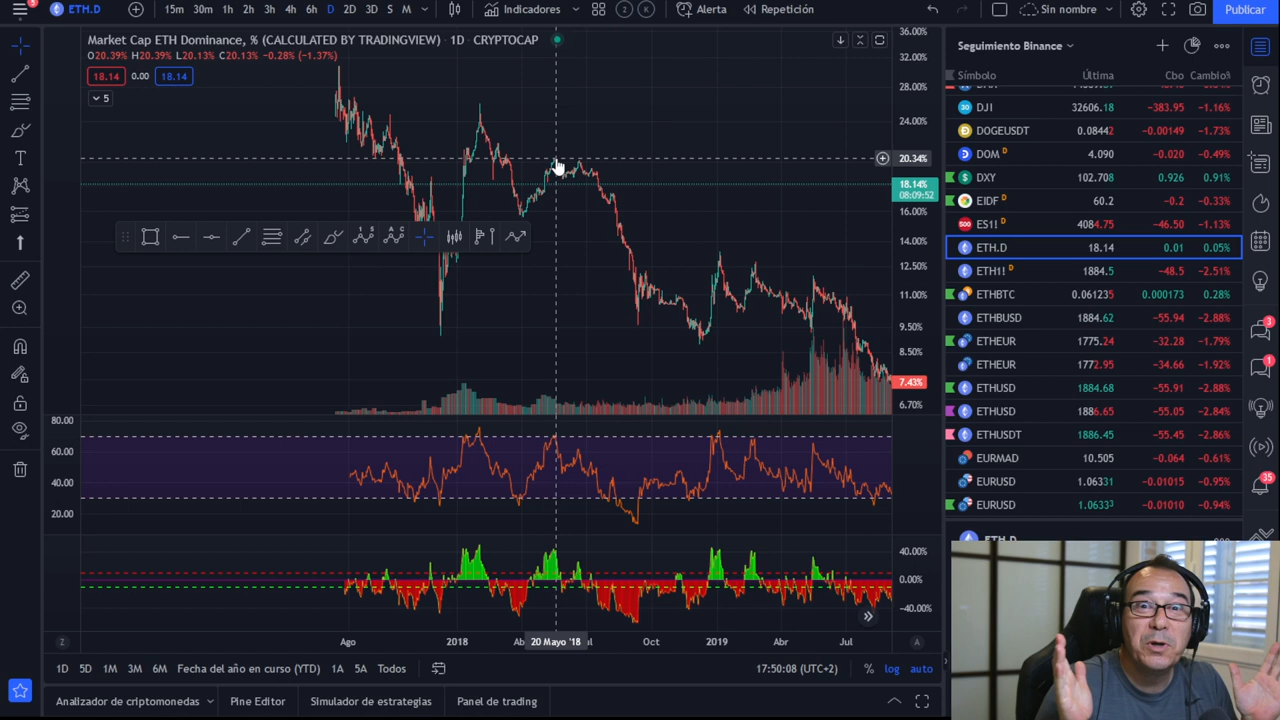 5
ETH.D
15m 30m 1h 2h 3h 4h 6h D 2D 3D S M
Indicadores
2 K
Alerta
Repetición
Sin nombre
Publicar
Market Cap ETH Dominance, % (CALCULATED BY TRADINGVIEW) · 1D · CRYPTOCAP
O20.39% H20.39% L20.13% C20.13% −0.28% (−1.37%)
18.14 0.00 18.14
5
36.00%
32.00%
28.00%
24.00%
20.34%
18.14%
08:09:52
16.00%
14.00%
12.50%
11.00%
9.50%
8.50%
7.43%
6.70%
80.00
60.00
40.00
20.00
40.00%
0.00%
−40.00%
Z
Ago 2018 Ab 20 Mayo '18 ul Oct 2019 Abr Jul
A
1D 5D 1M 3M 6M Fecha del año en curso (YTD) 1A 5A Todos
17:50:08 (UTC+2)
% log auto
Analizador de criptomonedas
Pine Editor
Simulador de estrategias
Panel de trading
Seguimiento Binance
Símbolo Última Cbo Cambio%
DJI 32606.18 −383.95 −1.16%
DOGEUSDT 0.08442 −0.00149 −1.73%
DOM D 4.090 −0.020 −0.49%
DXY 102.708 0.926 0.91%
EIDF D 60.2 −0.2 −0.33%
ES1! D 4084.75 −46.50 −1.13%
ETH.D 18.14 0.01 0.05%
ETH1! D 1884.5 −48.5 −2.51%
ETHBTC 0.061235 0.000173 0.28%
ETHBUSD 1884.62 −55.94 −2.88%
ETHEUR 1775.24 −32.28 −1.79%
ETHEUR 1772.95 −34.66 −1.92%
ETHUSD 1884.68 −55.91 −2.88%
ETHUSD 1886.65 −55.05 −2.84%
ETHUSDT 1886.45 −55.45 −2.86%
EURMAD 10.505 −0.064 −0.61%
EURUSD 1.06331 −0.01015 −0.95%
EURUSD 1.06333 −0.01010 −0.94%
3
1
35